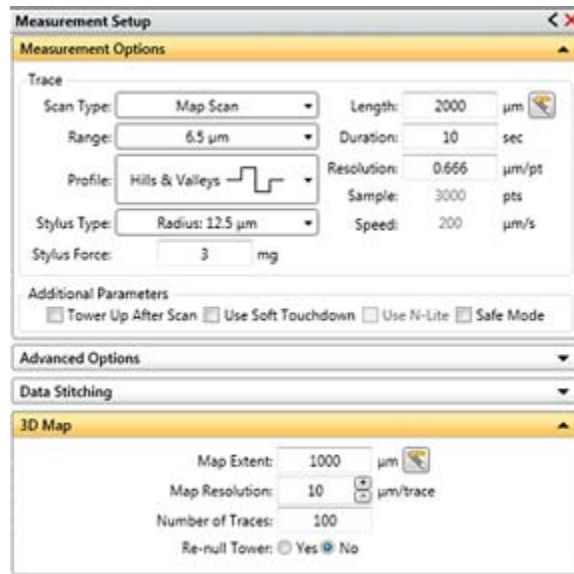 Measurement Setup
Measurement Options
Trace
Scan Type: Map Scan Length: 2000 µm
Range: 6.5 µm Duration: 10 sec
Profile: Hills & Valleys Resolution: 0.666 µm/pt
Sample: 3000 pts
Stylus Type: Radius: 12.5 µm Speed: 200 µm/s
Stylus Force: 3 mg
Additional Parameters
Tower Up After Scan Use Soft Touchdown Use N-Lite Safe Mode
Advanced Options
Data Stitching
3D Map
Map Extent: 1000 µm
Map Resolution: 10 µm/trace
Number of Traces: 100
Re-null Tower: Yes No